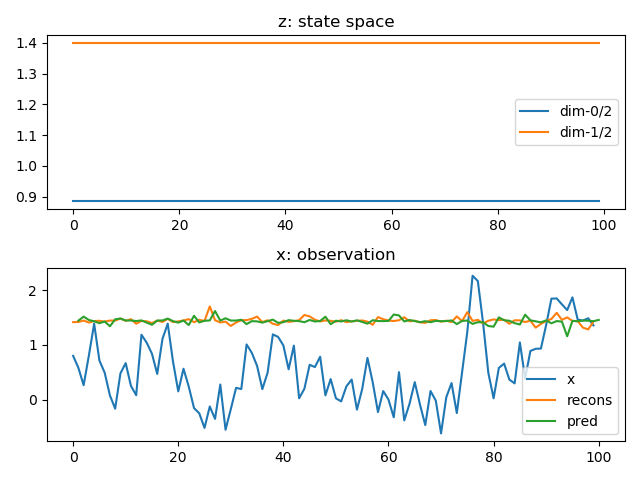 z: state space
1.4
1.3
1.2
1.1
1.0
0.9
dim-0/2
dim-1/2
0 20 40 60 80 100
x: observation
2
1
0
x
recons
pred
0 20 40 60 80 100